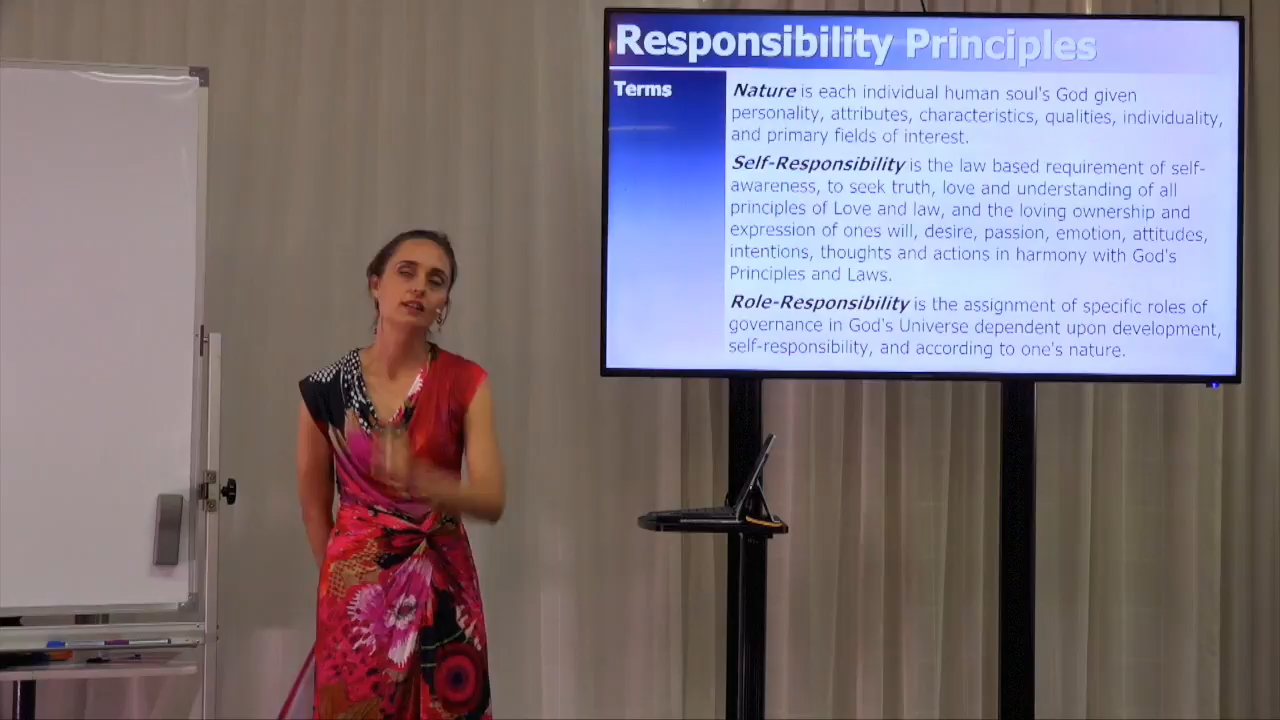 Responsibility Principles
Terms
Nature is each individual human soul's God given
personality, attributes, characteristics, qualities, individuality,
and primary fields of interest.
Self-Responsibility is the law based requirement of self-
awareness, to seek truth, love and understanding of all
principles of Love and law, and the loving ownership and
expression of ones will, desire, passion, emotion, attitudes,
intentions, thoughts and actions in harmony with God's
Principles and Laws.
Role-Responsibility is the assignment of specific roles of
governance in God's Universe dependent upon development,
self-responsibility, and according to one's nature.